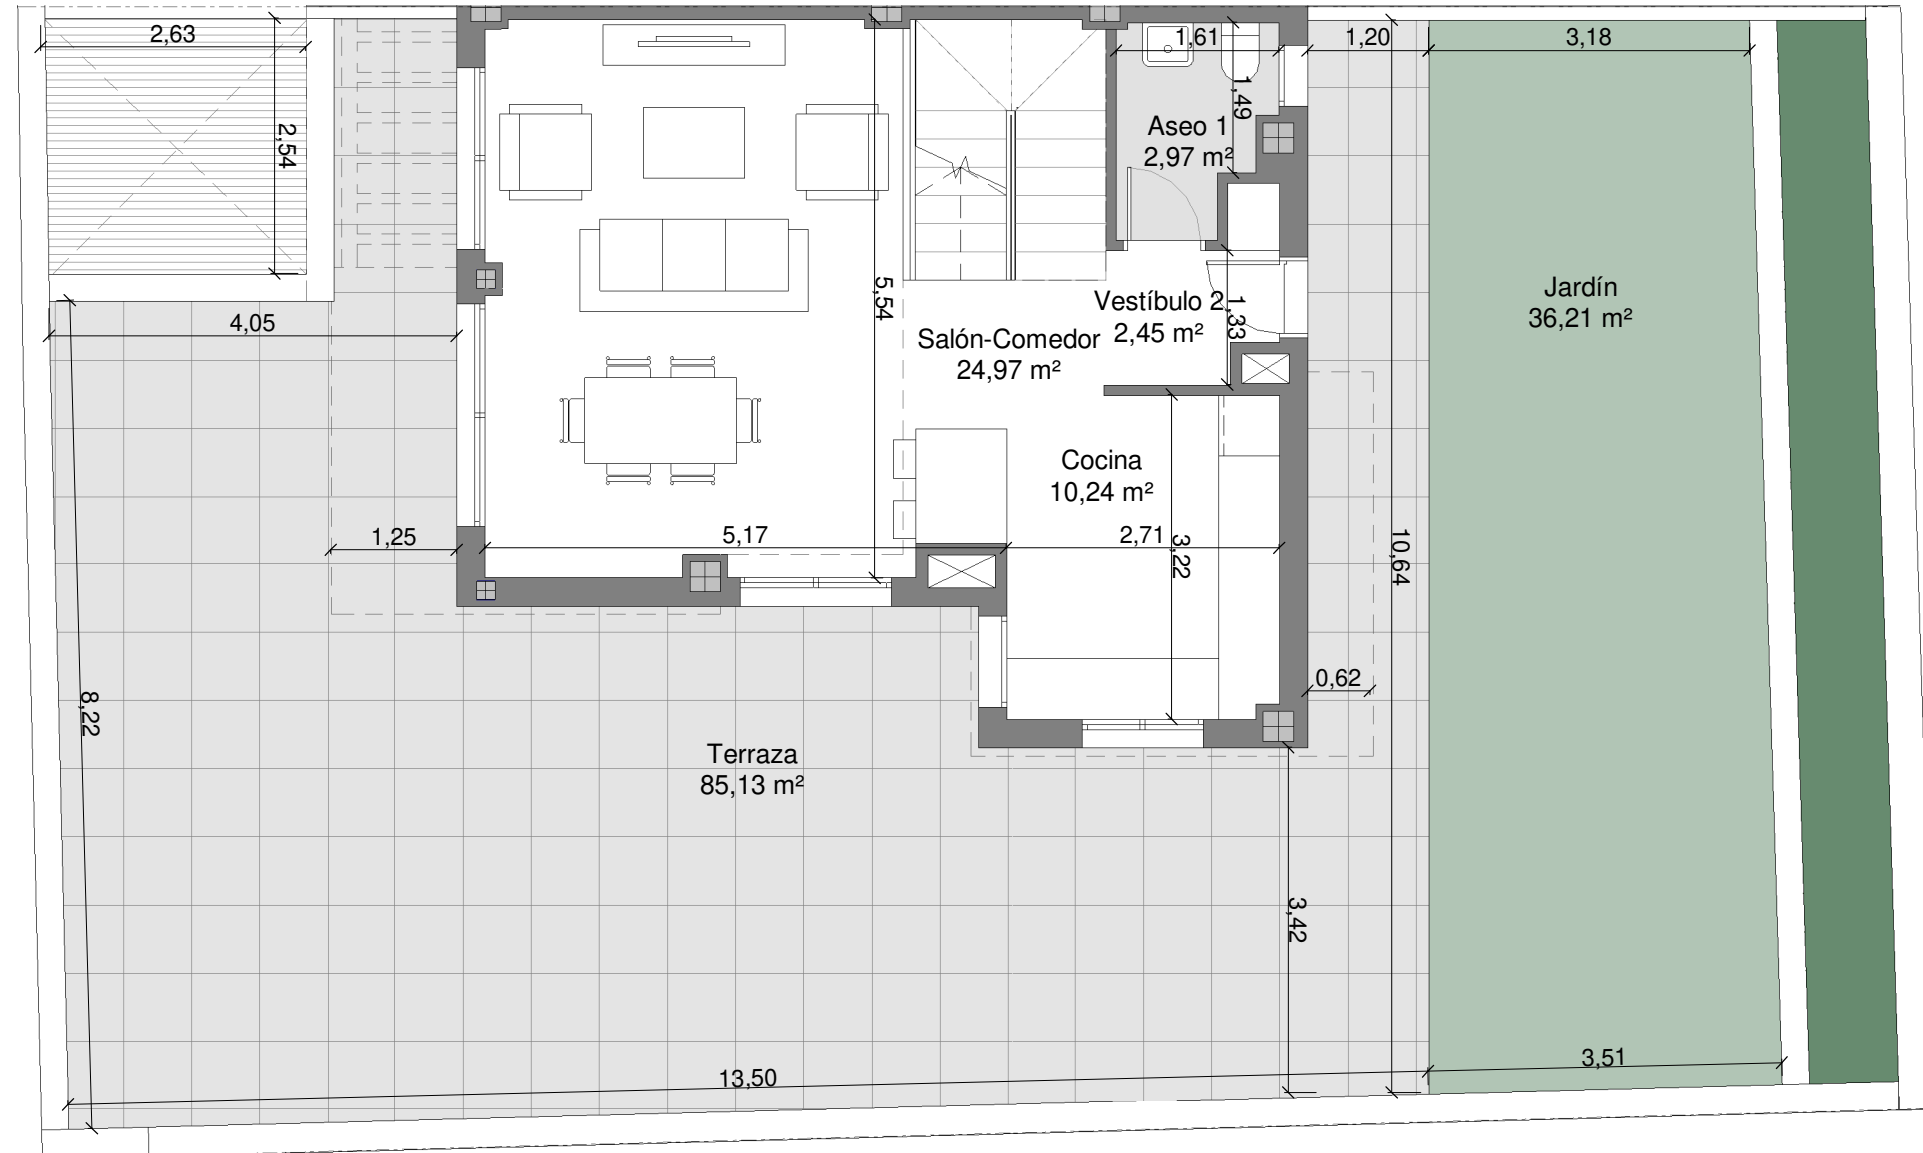 2,63
1,61
1,20
3,18
2,54
1,49
Aseo 1
2,97 m²
Jardín
36,21 m²
4,05
5,54
Vestíbulo 2
2,45 m²
1,33
Salón-Comedor
24,97 m²
Cocina
10,24 m²
1,25
5,17
2,71
3,22
10,64
0,62
8,22
Terraza
85,13 m²
3,42
13,50
3,51